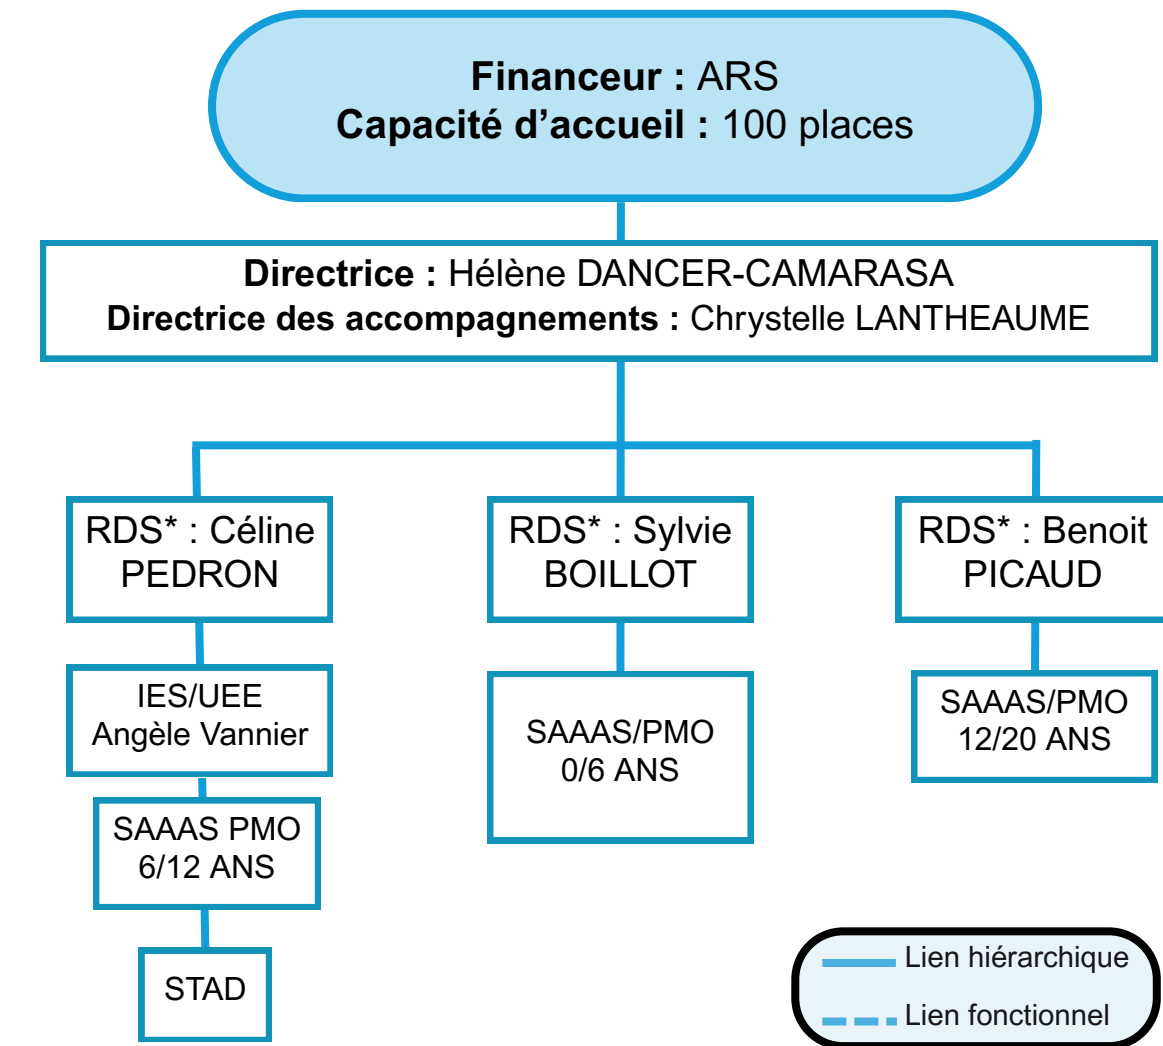 Financeur : ARS
Capacité d’accueil : 100 places
Directrice : Hélène DANCER-CAMARASA
Directrice des accompagnements : Chrystelle LANTHEAUME
RDS* : Céline
PEDRON
RDS* : Sylvie
BOILLOT
RDS* : Benoit
PICAUD
IES/UEE
Angèle Vannier
SAAAS/PMO
0/6 ANS
SAAAS/PMO
12/20 ANS
SAAAS PMO
6/12 ANS
STAD
Lien hiérarchique
Lien fonctionnel